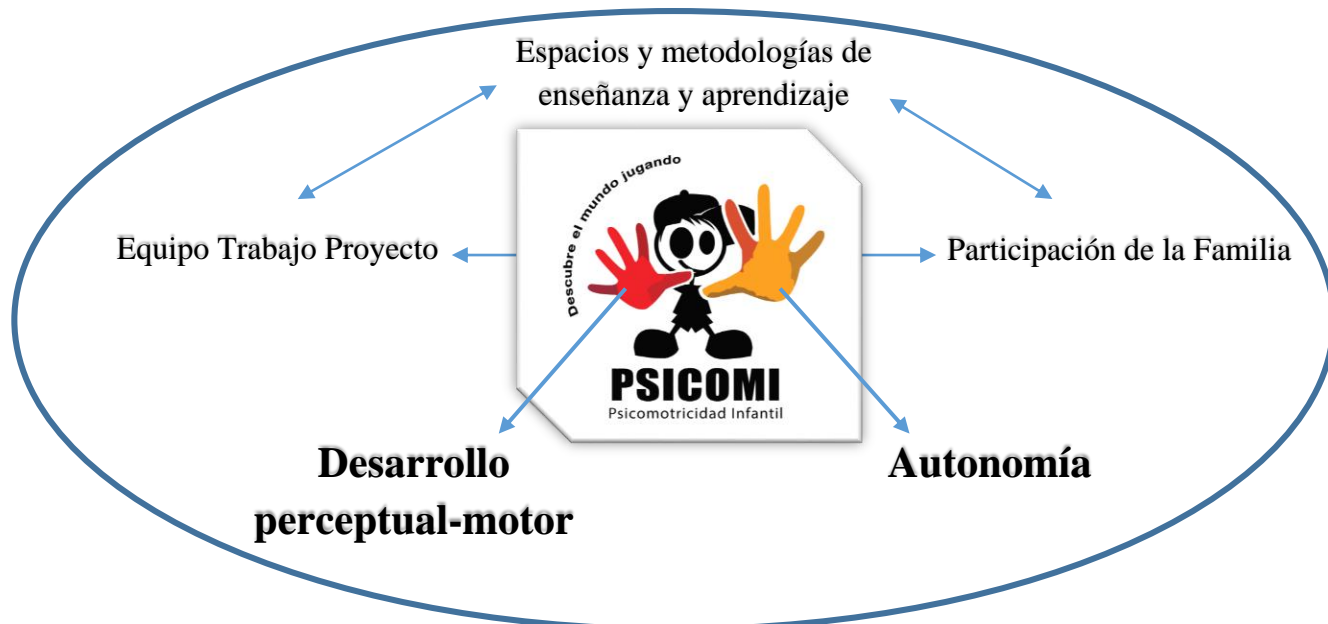 Espacios y metodologías de
enseñanza y aprendizaje
Descubre el mundo jugando
Equipo Trabajo Proyecto
Participación de la Familia
PSICOMI
Psicomotricidad Infantil
Desarrollo
perceptual-motor
Autonomía